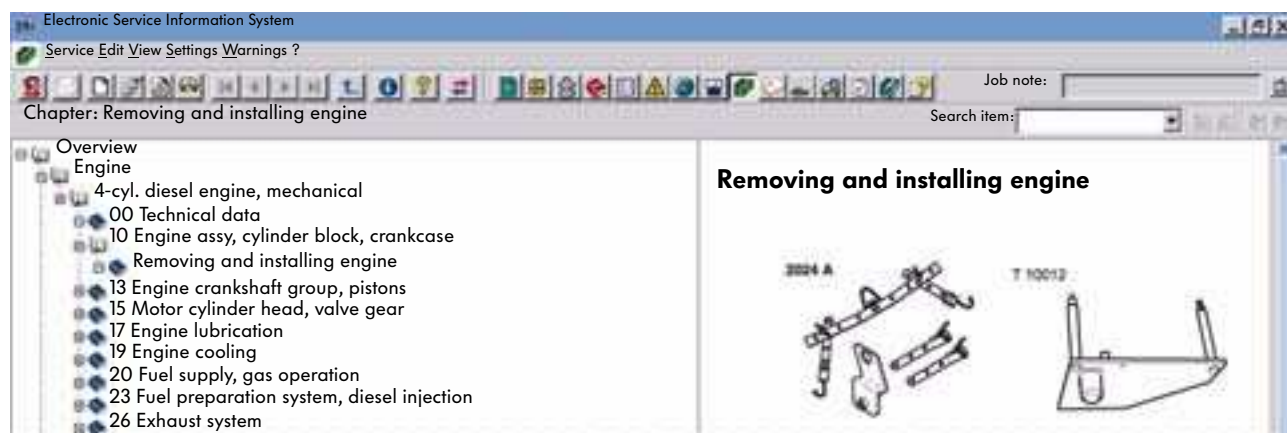 Electronic Service Information System
Service Edit View Settings Warnings ?
Job note:
Chapter: Removing and installing engine
Search item:
Overview
Engine
4-cyl. diesel engine, mechanical
00 Technical data
10 Engine assy, cylinder block, crankcase
Removing and installing engine
13 Engine crankshaft group, pistons
15 Motor cylinder head, valve gear
17 Engine lubrication
19 Engine cooling
20 Fuel supply, gas operation
23 Fuel preparation system, diesel injection
26 Exhaust system
Removing and installing engine
2024 A
T 10012